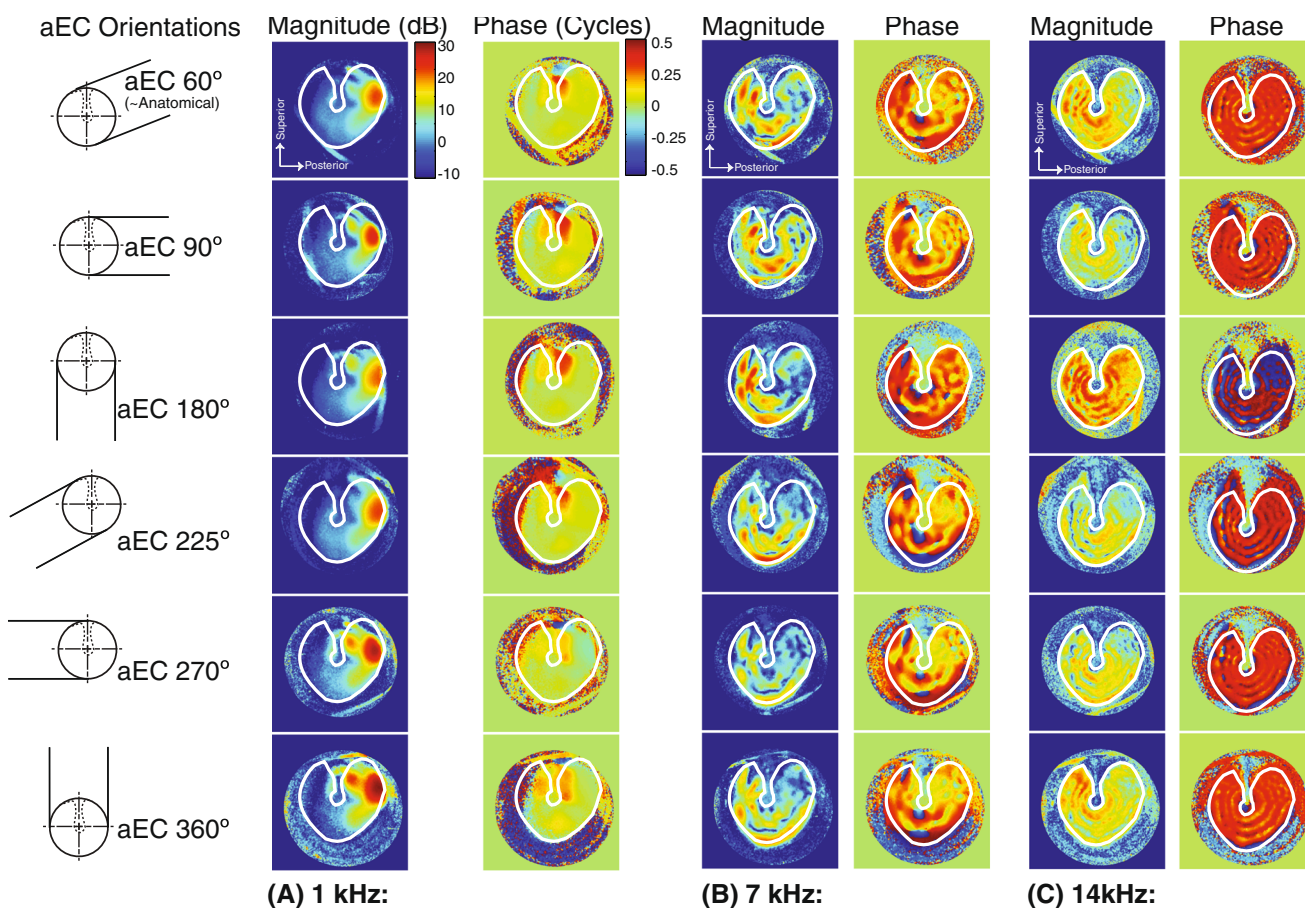 aEC Orientations
Magnitude (dB)
Phase (Cycles)
Magnitude
Phase
Magnitude
Phase
aEC 60º
(~Anatomical)
30
20
10
0
-10
0.5
0.25
0
-0.25
-0.5
Superior
Posterior
Superior
Posterior
Superior
Posterior
aEC 90º
aEC 180º
aEC 225º
aEC 270º
aEC 360º
(A) 1 kHz:
(B) 7 kHz:
(C) 14kHz: